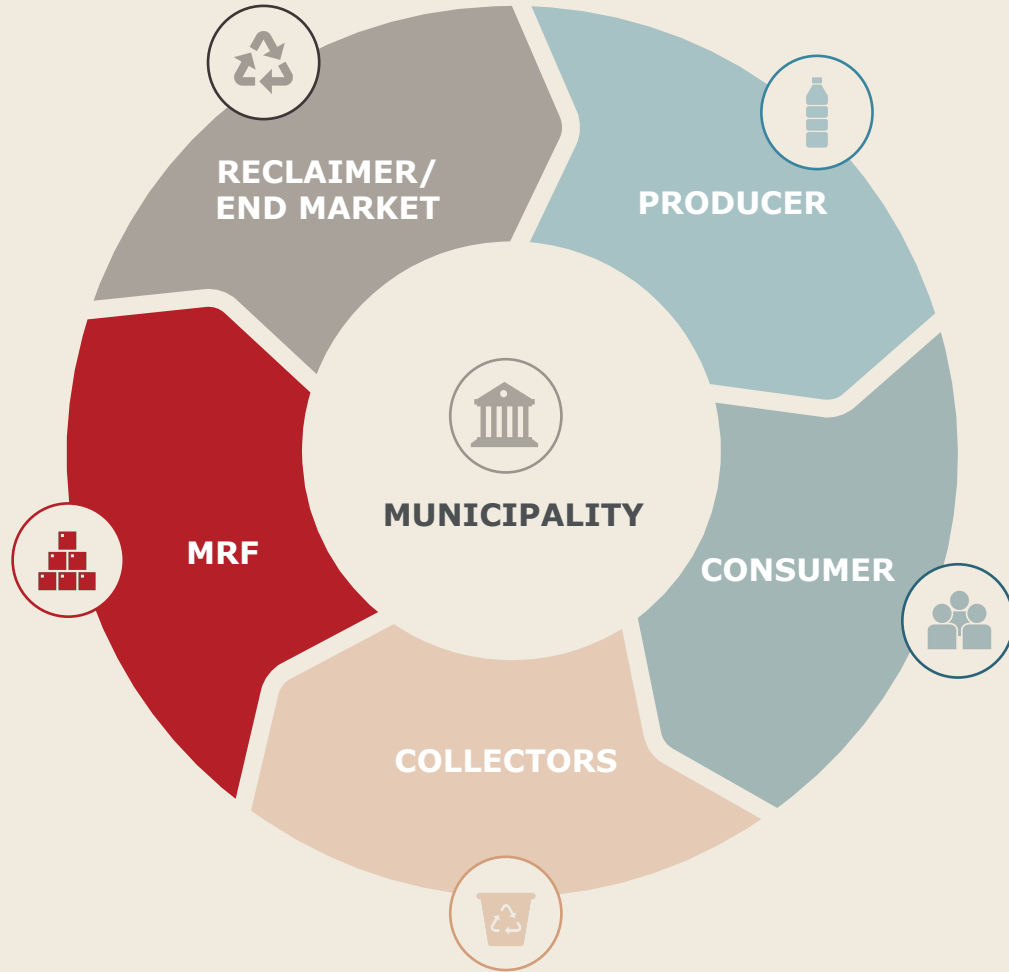 RECLAIMER/
END MARKET
PRODUCER
MUNICIPALITY
MRF
CONSUMER
COLLECTORS